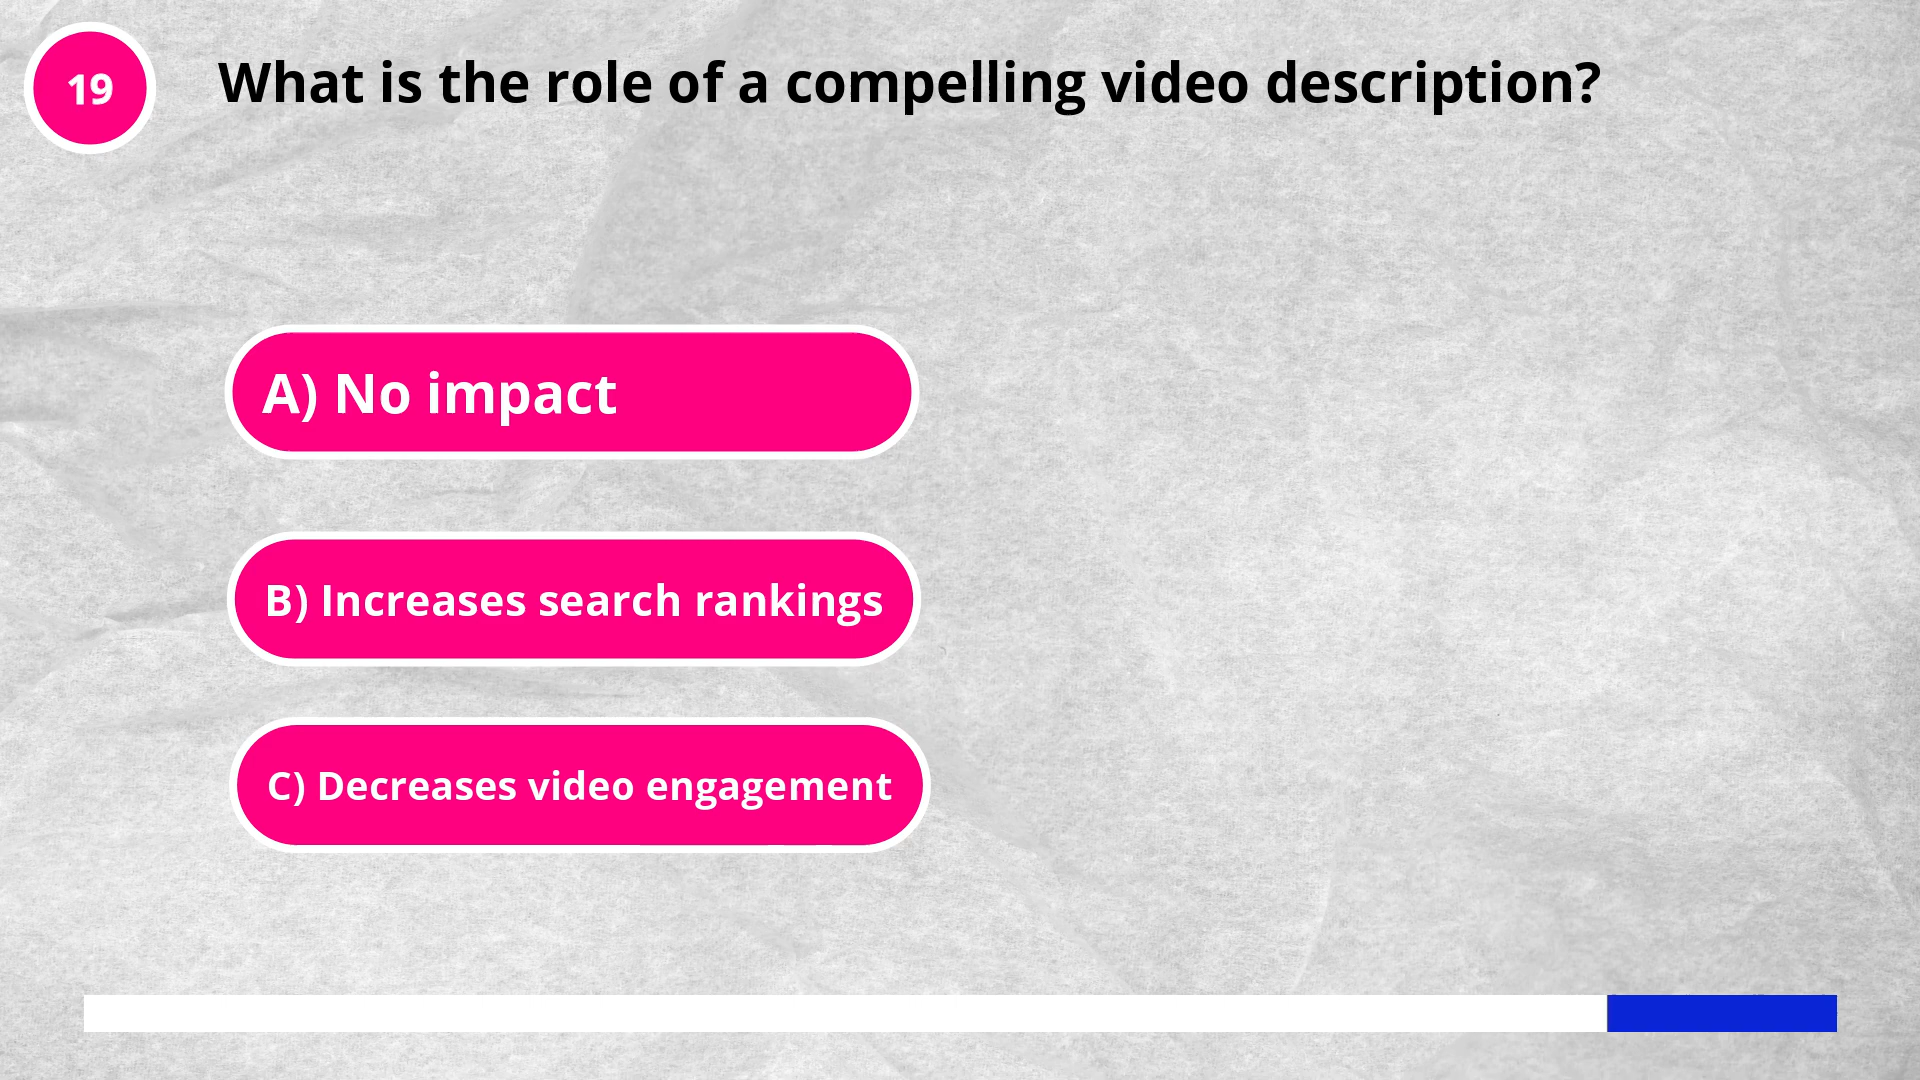 19
What is the role of a compelling video description?
A) No impact
B) Increases search rankings
C) Decreases video engagement